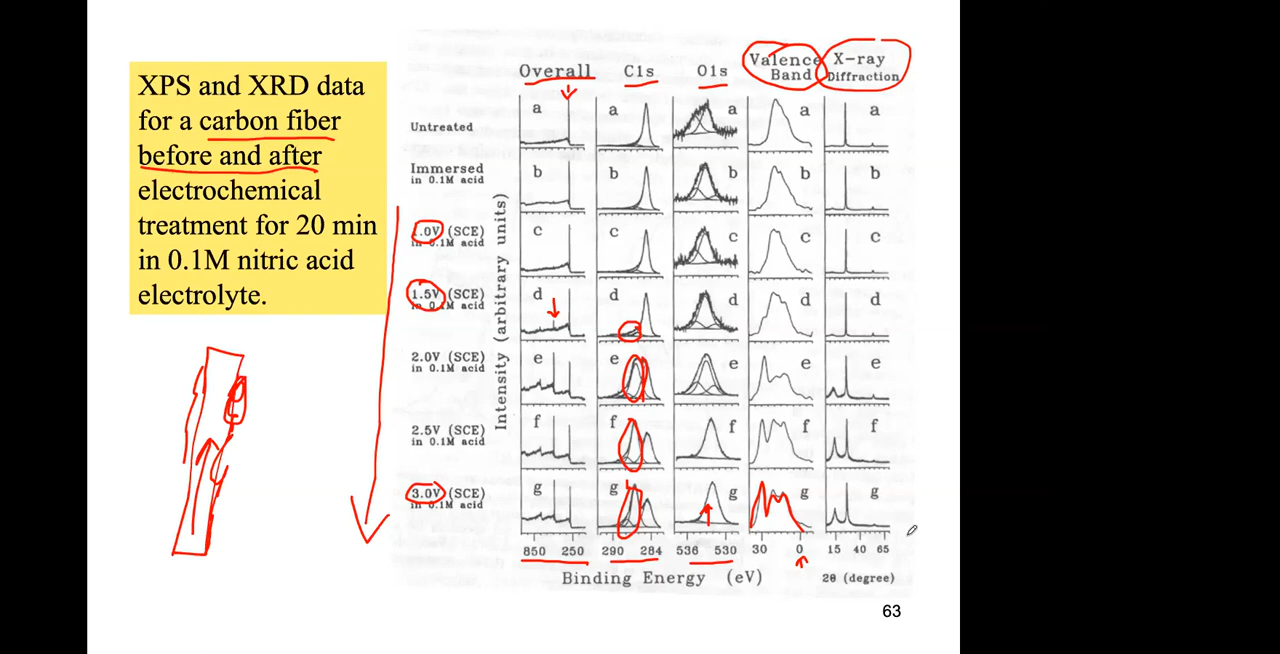 XPS and XRD data
for a carbon fiber
before and after
electrochemical
treatment for 20 min
in 0.1M nitric acid
electrolyte.
Overall C1s O1s Valence Band X-ray Diffraction
Untreated
a a a a a
Immersed
in 0.1M acid
b b b b b
.0V (SCE)
in 0.1M acid
c c c c c
1.5V (SCE)
in 0.1M acid
d d d d d
2.0V (SCE)
in 0.1M acid
e e e e e
2.5V (SCE)
in 0.1M acid
f f f f f
3.0V (SCE)
in 0.1M acid
g g g g g
Intensity (arbitrary units)
850 250 290 284 536 530 30 0 15 40 65
Binding Energy (eV) 2θ (degree)
63